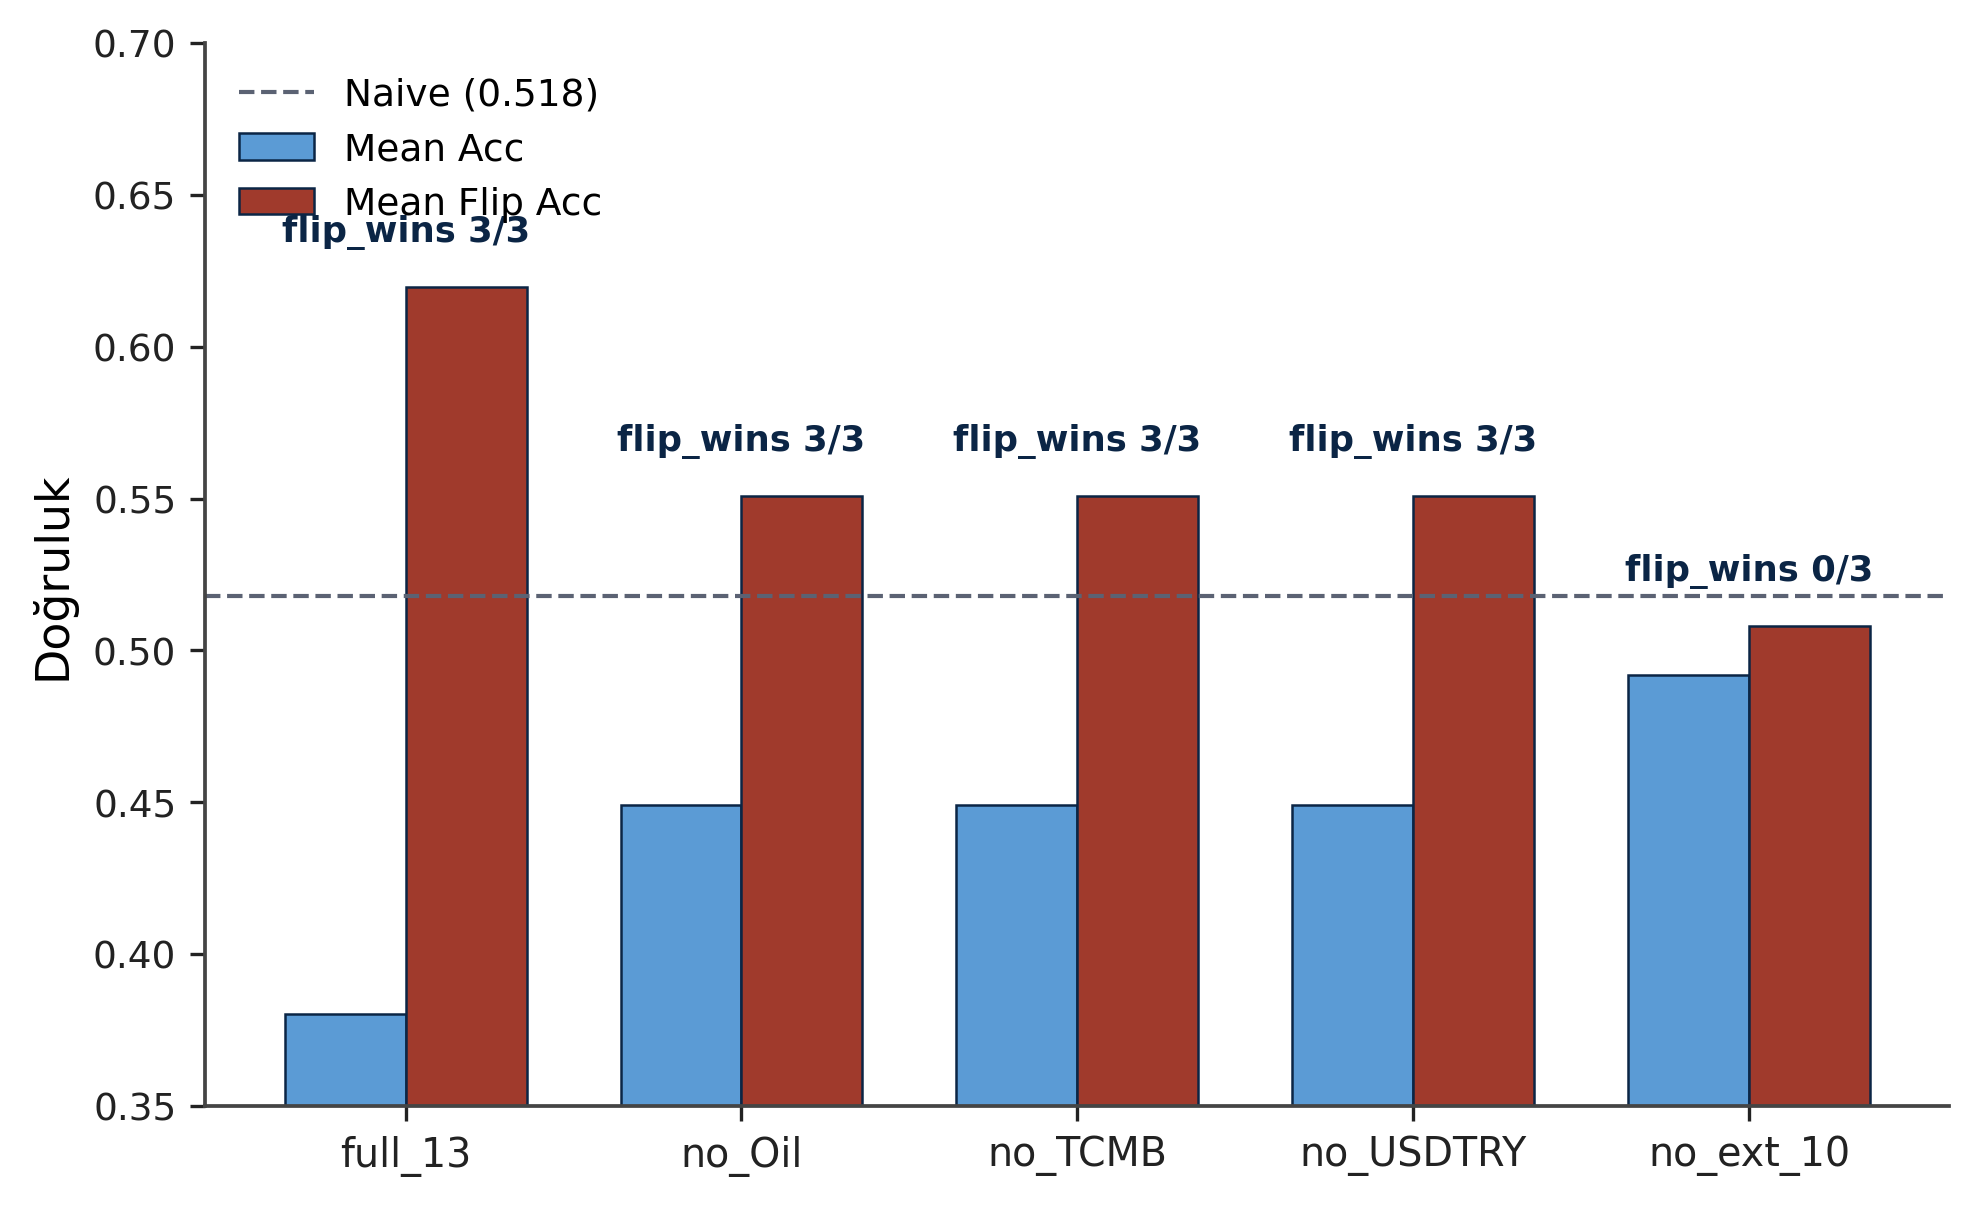 0.70
0.65
0.60
0.55
0.50
0.45
0.40
0.35
Doğruluk
Naive (0.518)
Mean Acc
Mean Flip Acc
flip_wins 3/3
flip_wins 3/3
flip_wins 3/3
flip_wins 3/3
flip_wins 0/3
full_13
no_Oil
no_TCMB
no_USDTRY
no_ext_10